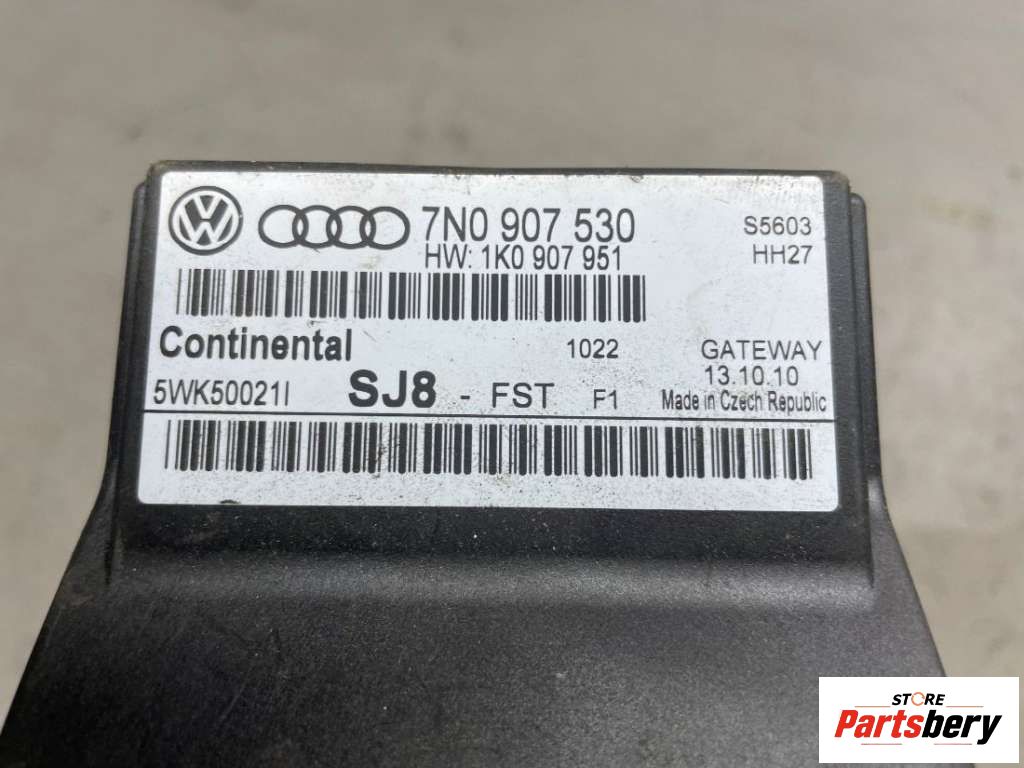 7N0 907 530
HW: 1K0 907 951
S5603
HH27
Continental
1022
GATEWAY
13.10.10
5WK50021I
SJ8 - FST F1
Made in Czech Republic
STORE
Partsbery